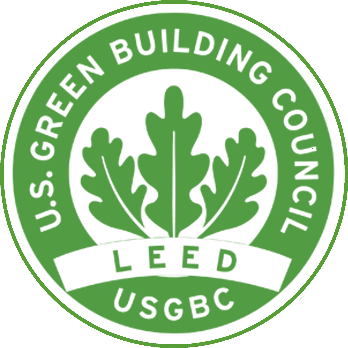 U.S. GREEN BUILDING COUNCIL
LEED
USGBC